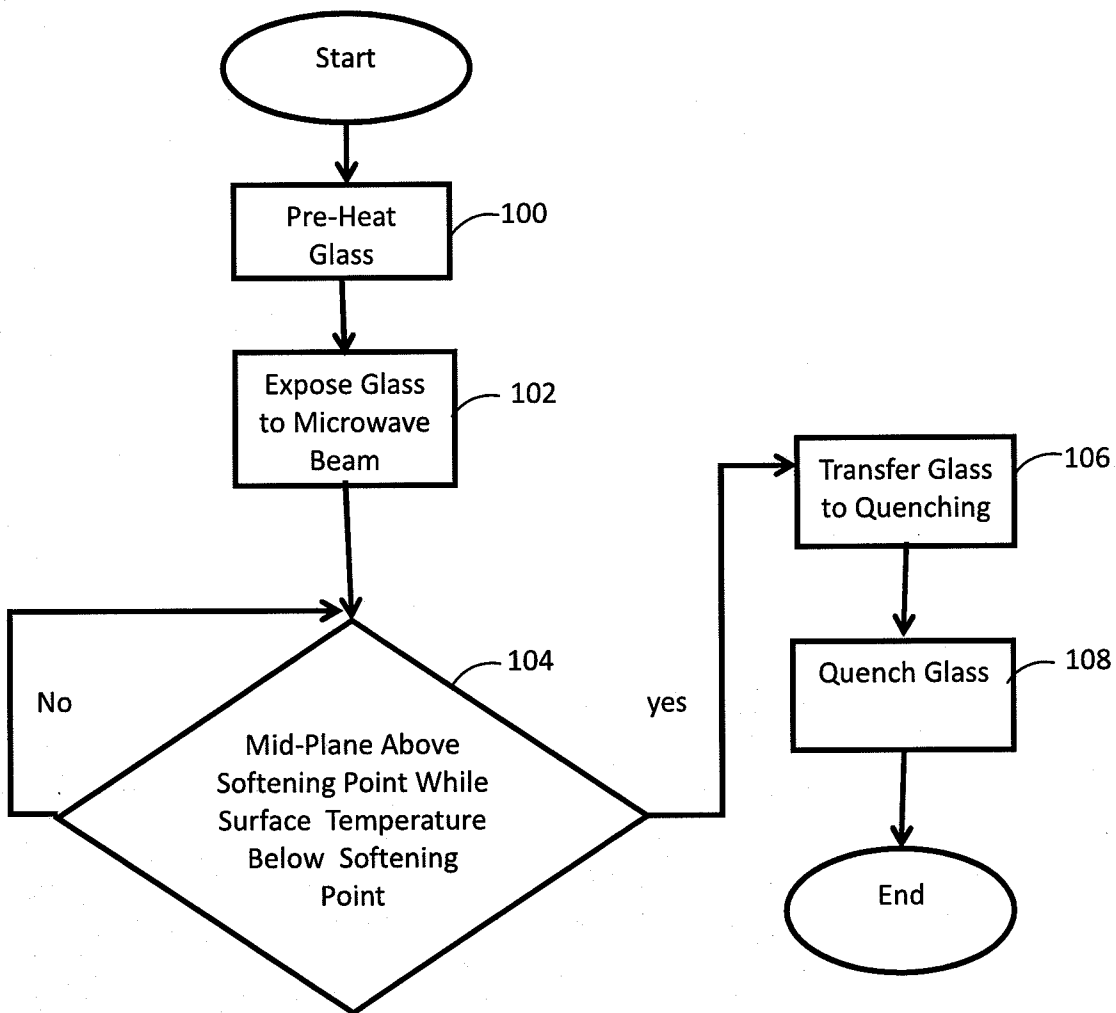 Start
Pre-Heat
Glass
100
Expose Glass
to Microwave
Beam
102
104
No
yes
Mid-Plane Above
Softening Point While
Surface Temperature
Below Softening
Point
Transfer Glass
to Quenching
106
Quench Glass
108
End